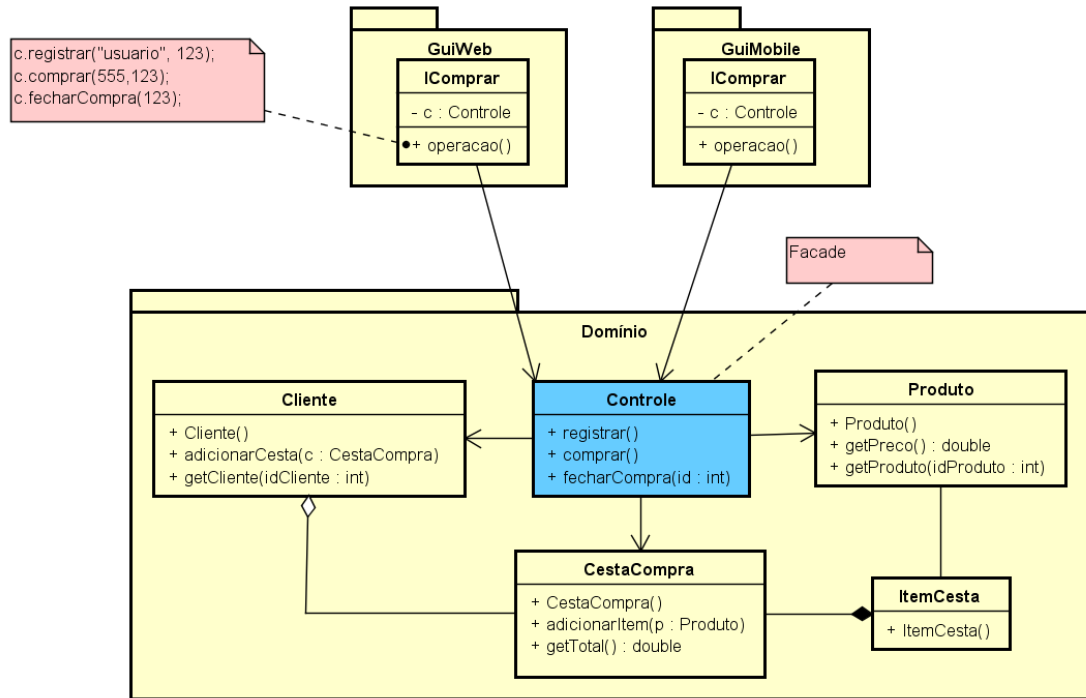 c.registrar("usuario", 123);
c.comprar(555,123);
c.fecharCompra(123);
GuiWeb
IComprar
- c : Controle
+ operacao()
GuiMobile
IComprar
- c : Controle
+ operacao()
Facade
Domínio
Cliente
+ Cliente()
+ adicionarCesta(c : CestaCompra)
+ getCliente(idCliente : int)
Controle
+ registrar()
+ comprar()
+ fecharCompra(id : int)
Produto
+ Produto()
+ getPreco() : double
+ getProduto(idProduto : int)
CestaCompra
+ CestaCompra()
+ adicionarItem(p : Produto)
+ getTotal() : double
ItemCesta
+ ItemCesta()